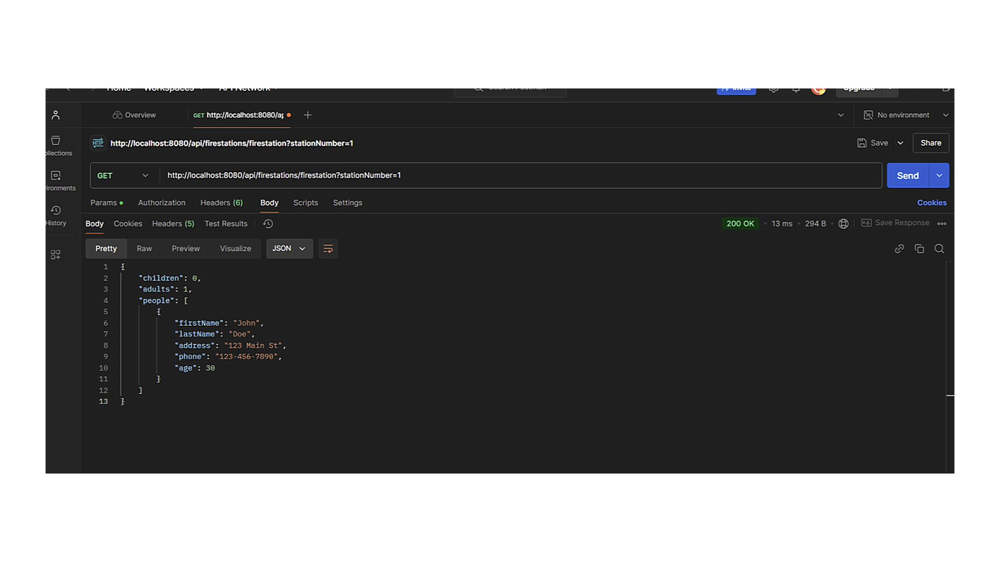 Home Workspaces API Network Search Postman Invite Upgrade
Overview GET http://localhost:8080/ap No environment
HTTP http://localhost:8080/api/firestations/firestation?stationNumber=1 Save Share
ollections
GET http://localhost:8080/api/firestations/firestation?stationNumber=1 Send
ironments
Params Authorization Headers (6) Body Scripts Settings Cookies
History
Body Cookies Headers (5) Test Results 200 OK 13 ms 294 B e.g. Save Response
Pretty Raw Preview Visualize JSON
1 {
2 "children": 0,
3 "adults": 1,
4 "people": [
5 {
6 "firstName": "John",
7 "lastName": "Doe",
8 "address": "123 Main St",
9 "phone": "123-456-7890",
10 "age": 30
11 }
12 ]
13 }